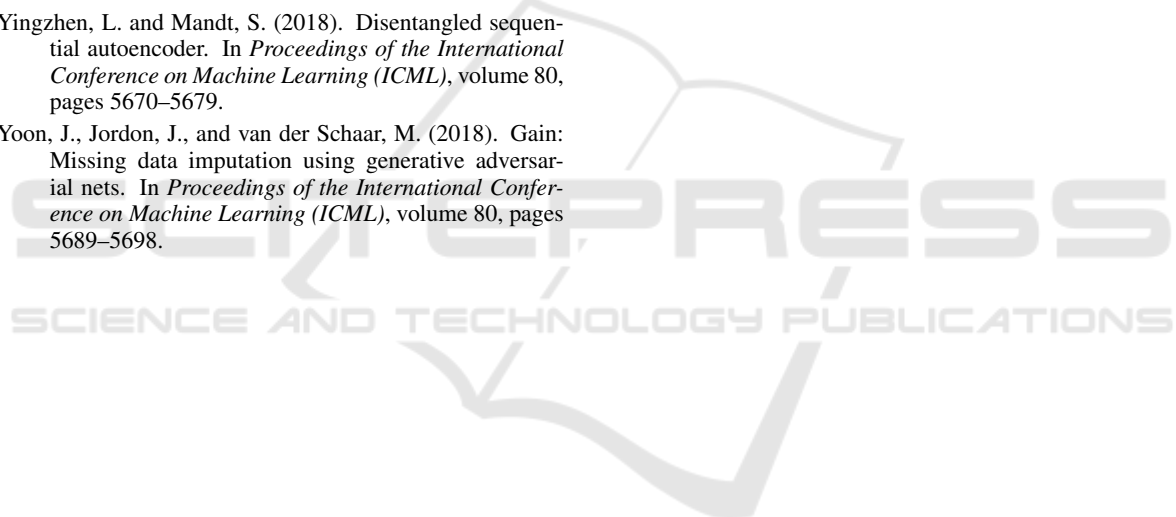 Yingzhen, L. and Mandt, S. (2018). Disentangled sequen-
tial autoencoder. In Proceedings of the International
Conference on Machine Learning (ICML), volume 80,
pages 5670–5679.
Yoon, J., Jordon, J., and van der Schaar, M. (2018). Gain:
Missing data imputation using generative adversar-
ial nets. In Proceedings of the International Confer-
ence on Machine Learning (ICML), volume 80, pages
5689–5698.
SCITEPRESS
SCIENCE AND TECHNOLOGY PUBLICATIONS